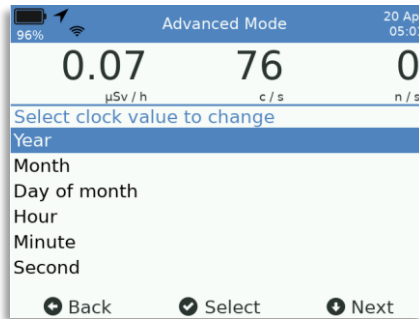 96% Advanced Mode 20 Ap
05:01
0.07 76 0
µSv / h c / s n / s
Select clock value to change
Year
Month
Day of month
Hour
Minute
Second
Back Select Next